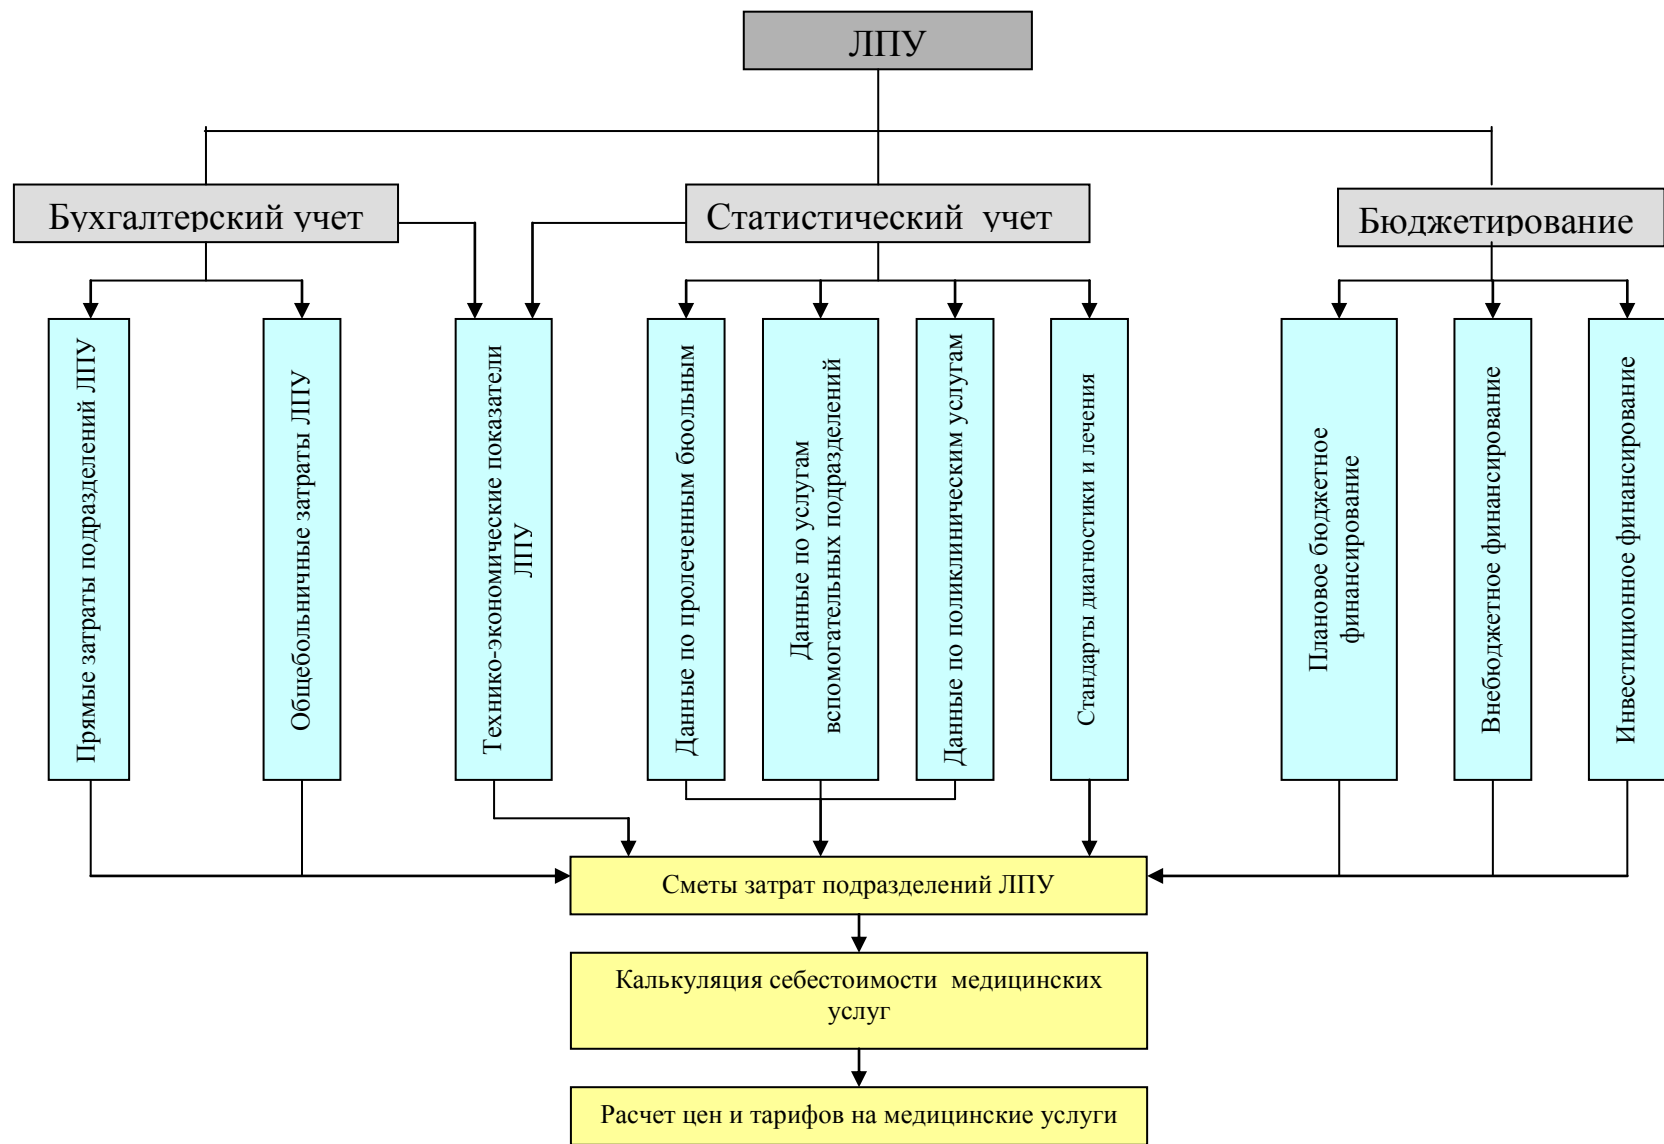 ЛПУ
Бухгалтерский учет
Статистический учет
Бюджетирование
Прямые затраты подразделений ЛПУ
Общебольничные затраты ЛПУ
Технико-экономические показатели
ЛПУ
Данные по пролеченным бюольным
Данные по услугам
вспомогательных подразделений
Данные по поликлиническим услугам
Стандарты диагностики и лечения
Плановое бюджетное
финансирование
Внебюджетное финансирование
Инвестиционное финансирование
Сметы затрат подразделений ЛПУ
Калькуляция себестоимости медицинских
услуг
Расчет цен и тарифов на медицинские услуги